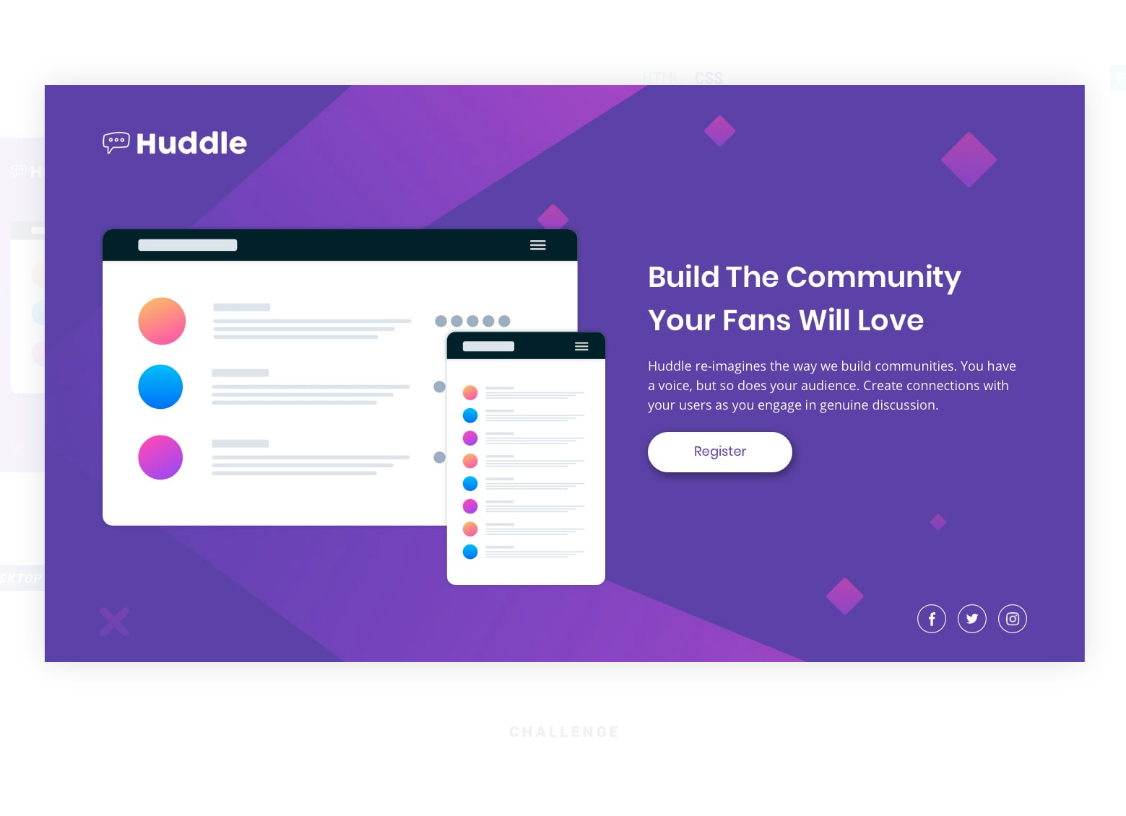 HTML CSS
Huddle
Build The Community
Your Fans Will Love
Huddle re-imagines the way we build communities. You have
a voice, but so does your audience. Create connections with
your users as you engage in genuine discussion.
Register
CHALLENGE